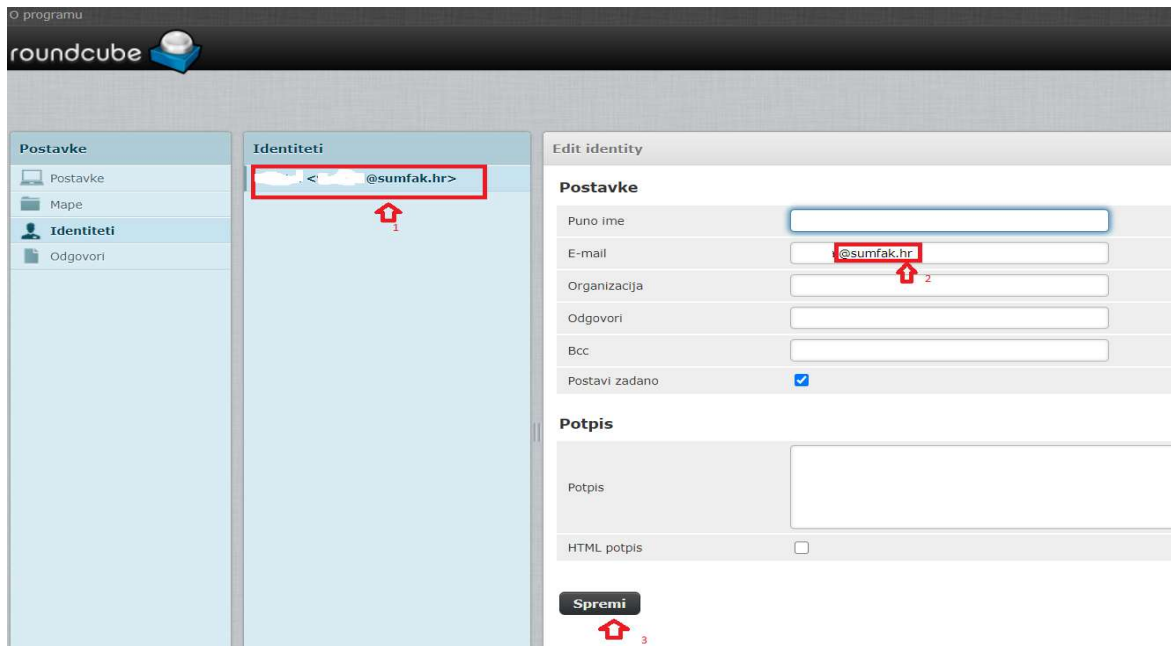 O programu
roundcube
Postavke
Postavke
Mape
Identiteti
Odgovori
Identiteti
< @sumfak.hr>
1
Edit identity
Postavke
Puno ime
E-mail @sumfak.hr
2
Organizacija
Odgovori
Bcc
Postavi zadano
Potpis
Potpis
HTML potpis
Spremi
3